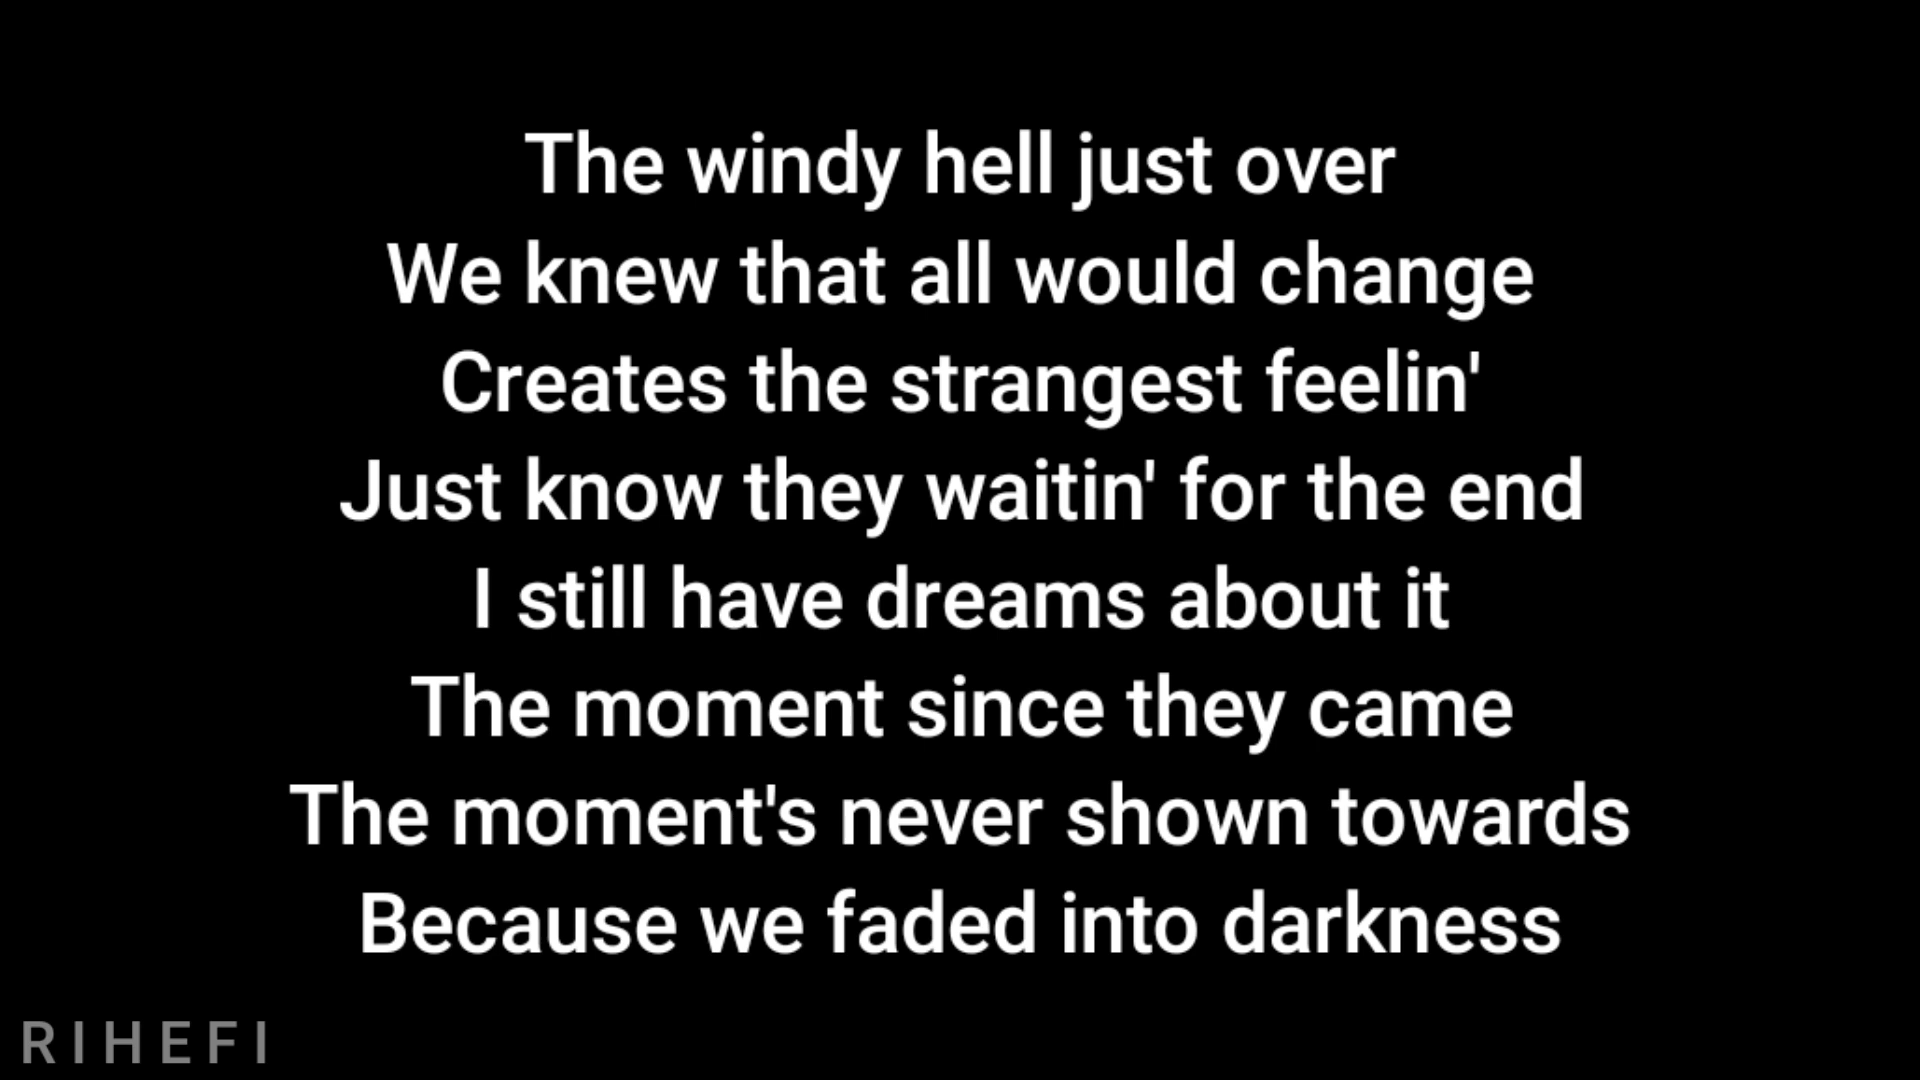 The windy hell just over
We knew that all would change
Creates the strangest feelin'
Just know they waitin' for the end
I still have dreams about it
The moment since they came
The moment's never shown towards
Because we faded into darkness
RIHEFI